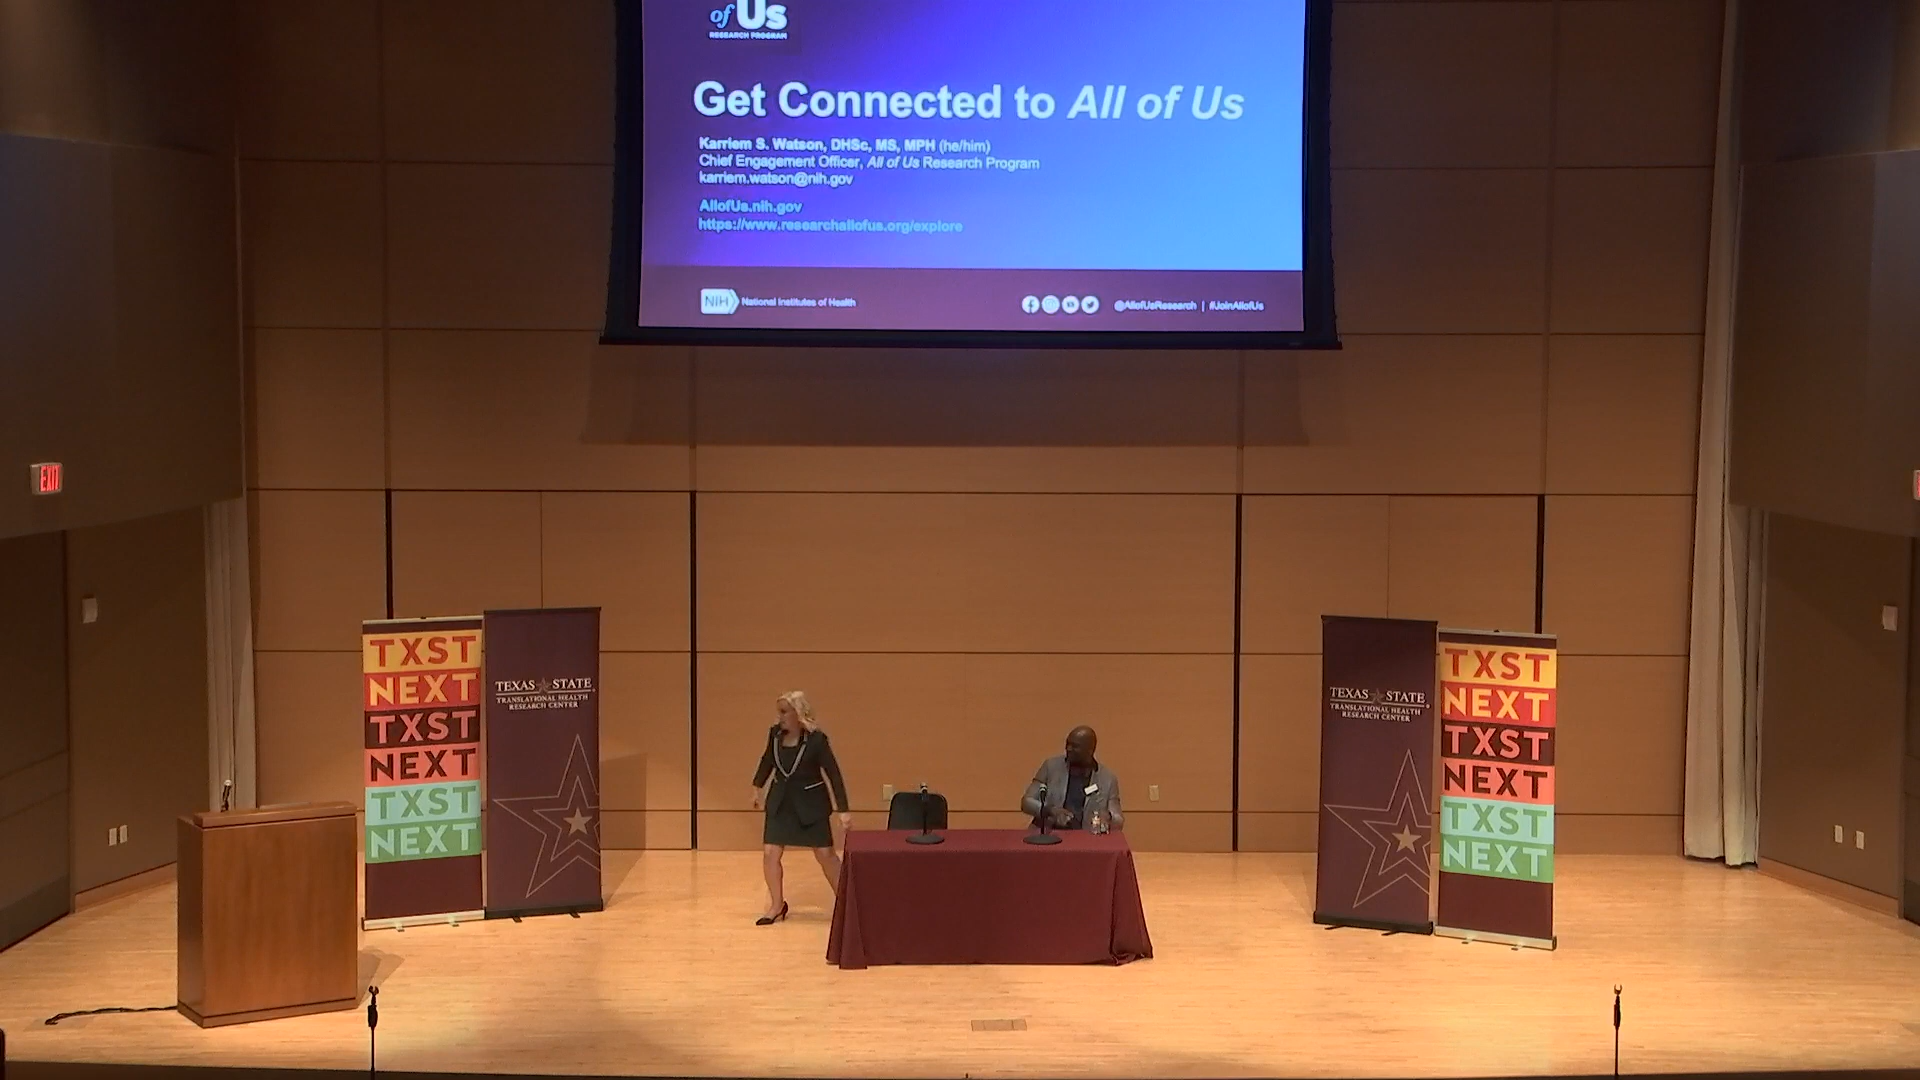 of Us
RESEARCH PROGRAM
Get Connected to All of Us
Karriem S. Watson, DHSc, MS, MPH (he/him)
Chief Engagement Officer, All of Us Research Program
karriem.watson@nih.gov
AllofUs.nih.gov
https://www.researchallofus.org/explore
NIH National Institutes of Health
@AllofUsResearch | #JoinAllofUs
EXIT
TXST
NEXT
TXST
NEXT
TXST
NEXT
TEXAS STATE
TRANSLATIONAL HEALTH
RESEARCH CENTER
TEXAS STATE
TRANSLATIONAL HEALTH
RESEARCH CENTER
TXST
NEXT
TXST
NEXT
TXST
NEXT